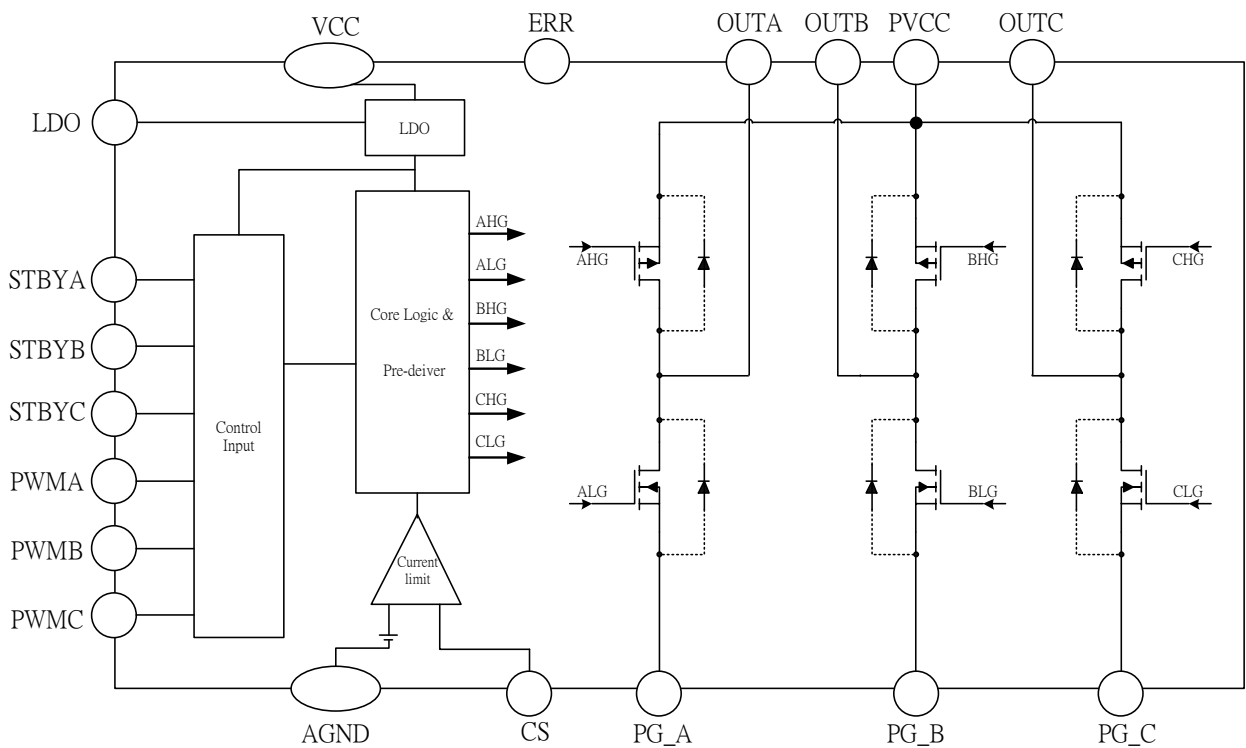 VCC
ERR
OUTA
OUTB
PVCC
OUTC
LDO
LDO
AHG
ALG
BHG
BLG
CHG
CLG
Core Logic &
Pre-deiver
Control
Input
Current
limit
STBYA
STBYB
STBYC
PWMA
PWMB
PWMC
AHG
BHG
CHG
ALG
BLG
CLG
AGND
CS
PG_A
PG_B
PG_C